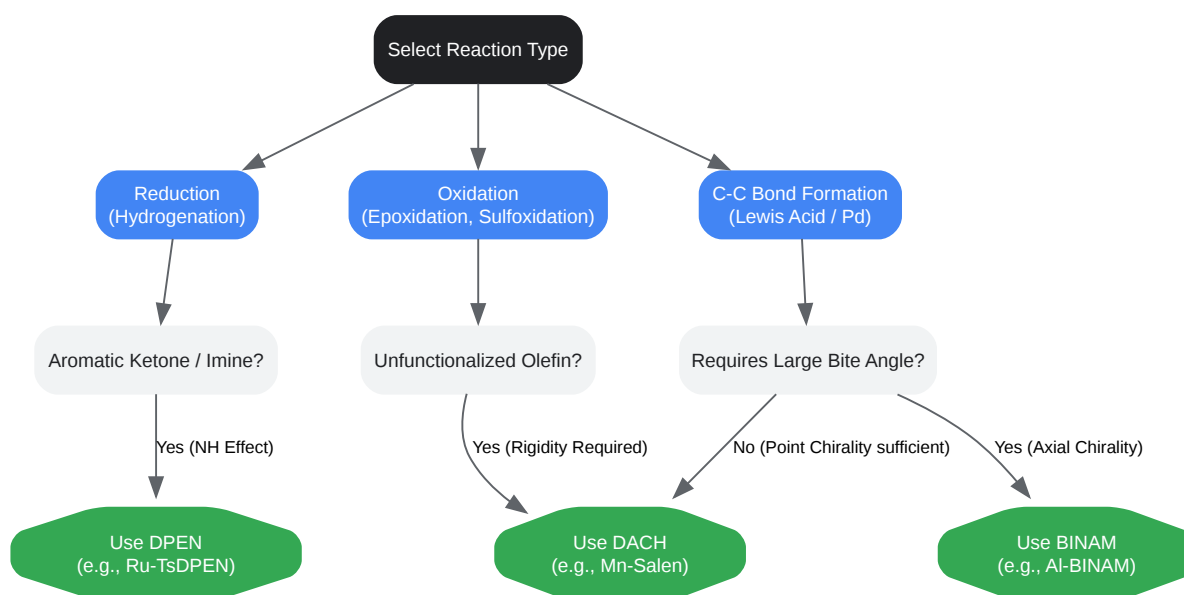 Select Reaction Type
Reduction
(Hydrogenation)
Oxidation
(Epoxidation, Sulfoxidation)
C-C Bond Formation
(Lewis Acid / Pd)
Aromatic Ketone / Imine?
Unfunctionalized Olefin?
Requires Large Bite Angle?
Yes (NH Effect)
Yes (Rigidity Required)
No (Point Chirality sufficient)
Yes (Axial Chirality)
Use DPEN
(e.g., Ru-TsDPEN)
Use DACH
(e.g., Mn-Salen)
Use BINAM
(e.g., Al-BINAM)